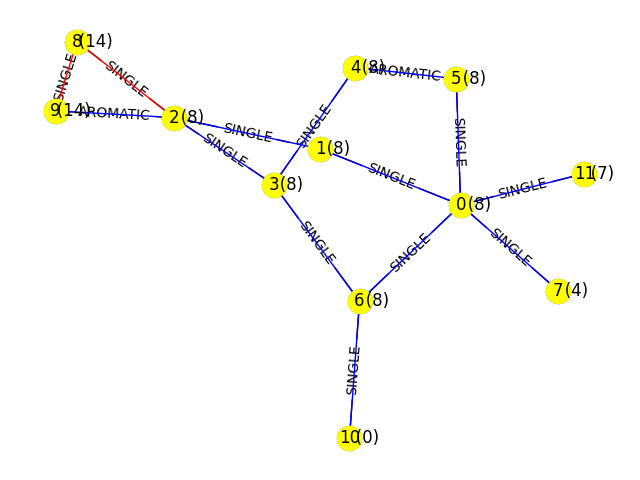 8(14)
SINGLE
SINGLE
4(8)
AROMATIC
5(8)
9(14)
AROMATIC
2(8)
SINGLE
SINGLE
1(8)
SINGLE
SINGLE
SINGLE
3(8)
SINGLE
11(7)
SINGLE
0(8)
SINGLE
SINGLE
SINGLE
6(8)
7(4)
SINGLE
10(0)